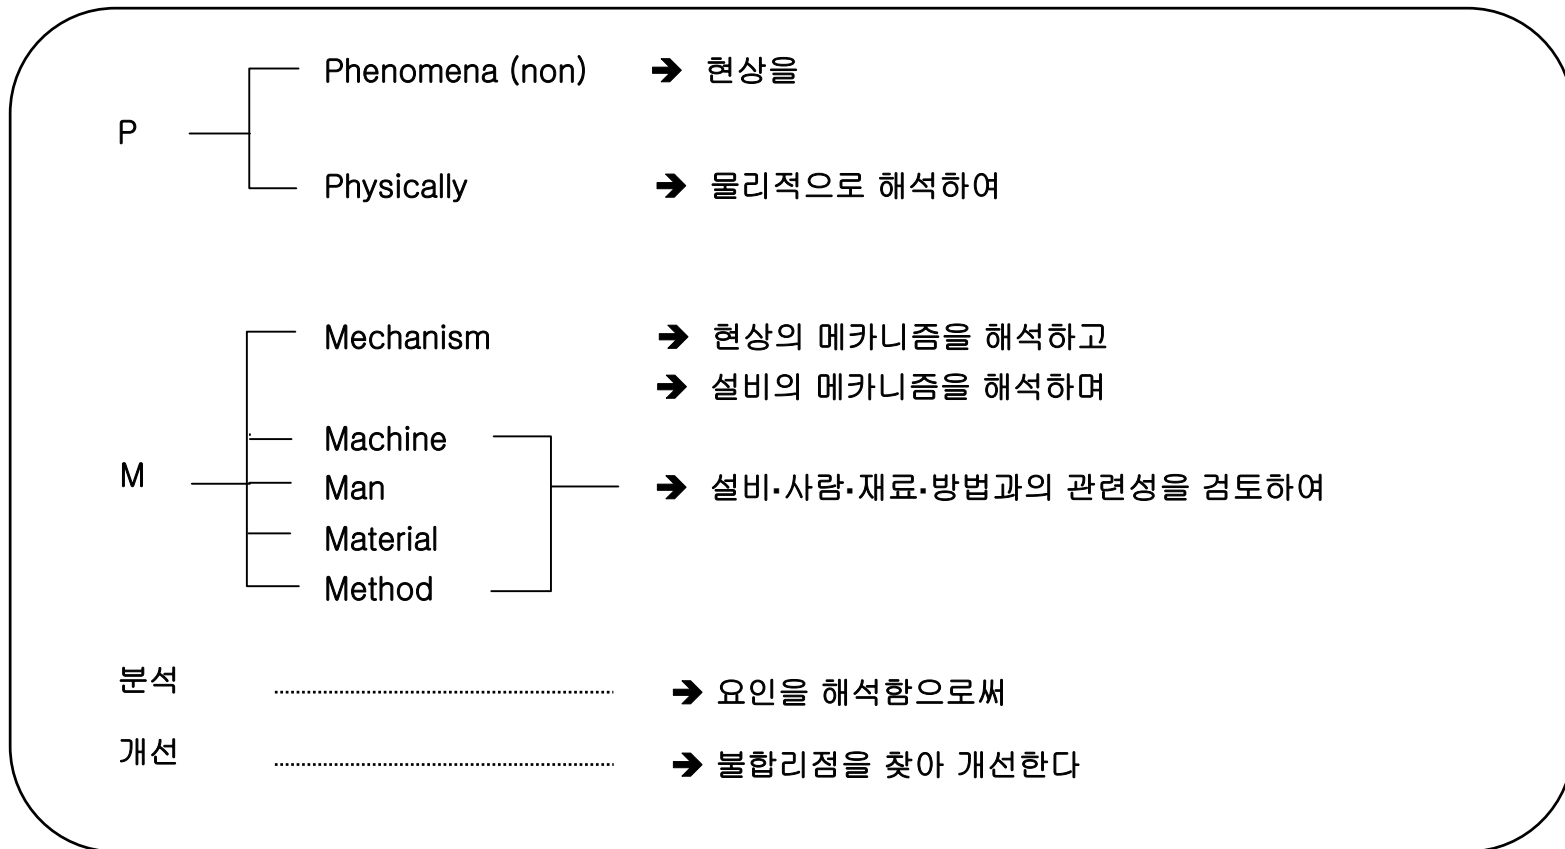 Phenomena (non) ➔ 현상을
P
Physically ➔ 물리적으로 해석하여
Mechanism ➔ 현상의 메카니즘을 해석하고
➔ 설비의 메카니즘을 해석하며
Machine
M
Man ➔ 설비·사람·재료·방법과의 관련성을 검토하여
Material
Method
분석 ➔ 요인을 해석함으로써
개선 ➔ 불합리점을 찾아 개선한다